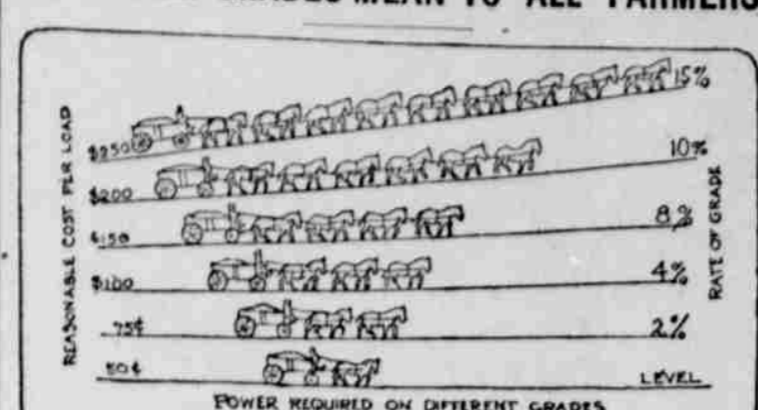 MEAN TO ALL FARMERS
REASONABLE COST PER LOAD
$250 15%
$200 10%
$150 8%
$100 4%
75¢ 2%
50¢ LEVEL
RATE OF GRADE
POWER REQUIRED ON DIFFERENT GRADES